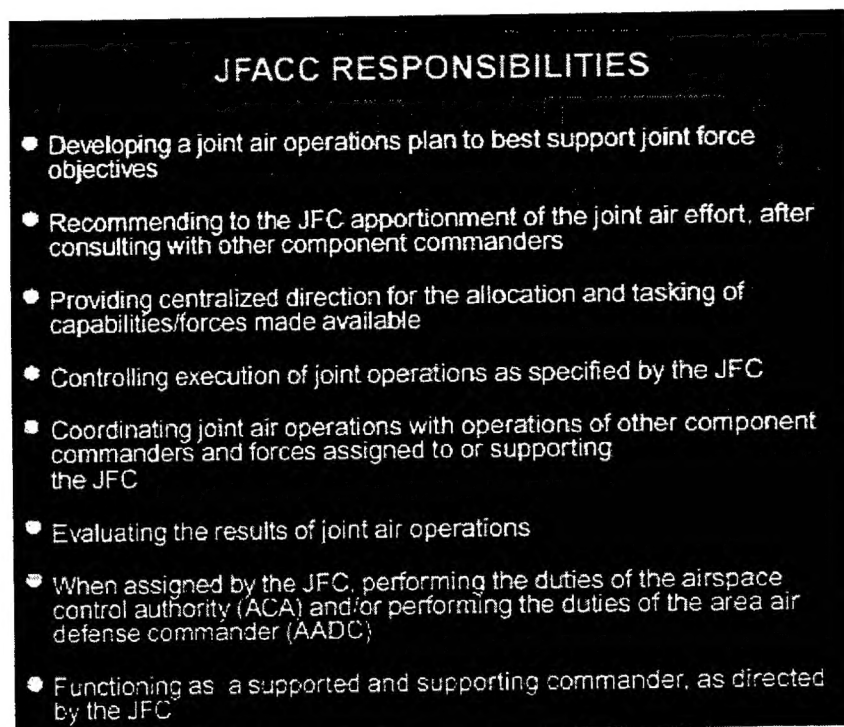 JFACC RESPONSIBILITIES
● Developing a joint air operations plan to best support joint force
objectives
● Recommending to the JFC apportionment of the joint air effort, after
consulting with other component commanders
● Providing centralized direction for the allocation and tasking of
capabilities/forces made available
● Controlling execution of joint operations as specified by the JFC
● Coordinating joint air operations with operations of other component
commanders and forces assigned to or supporting
the JFC
● Evaluating the results of joint air operations
● When assigned by the JFC, performing the duties of the airspace
control authority (ACA) and/or performing the duties of the area air
defense commander (AADC)
● Functioning as a supported and supporting commander, as directed
by the JFC